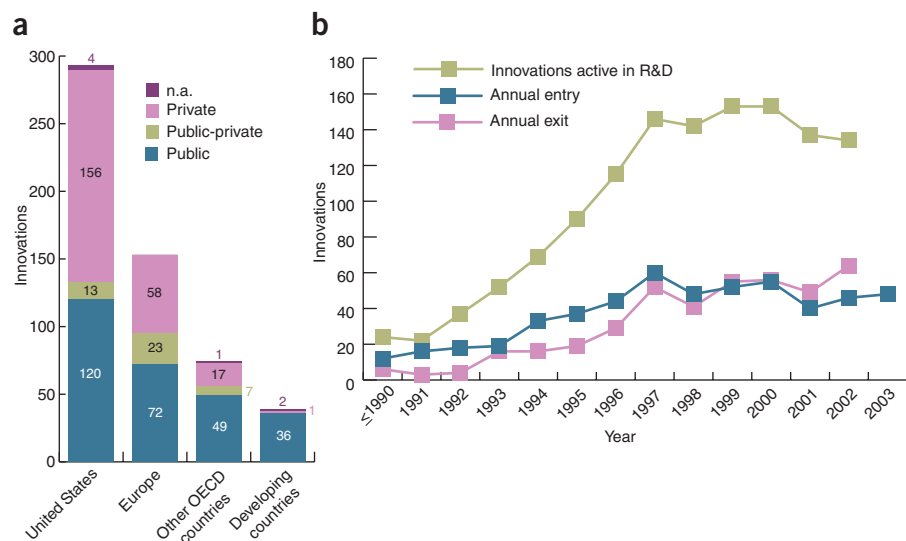 a
4
300
250
200
150
100
50
0
Innovations
n.a.
Private
Public-private
Public
156
13
120
58
23
72
1
17
7
49
2
1
36
United States
Europe
Other OECD
countries
Developing
countries
b
180
160
140
120
100
80
60
40
20
0
Innovations
Innovations active in R&D
Annual entry
Annual exit
≤1990
1991
1992
1993
1994
1995
1996
1997
1998
1999
2000
2001
2002
2003
Year